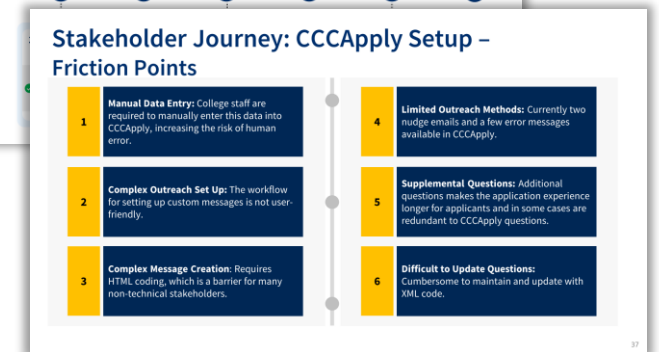 Stakeholder Journey: CCCApply Setup –
Friction Points
1
Manual Data Entry: College staff are
required to manually enter this data into
CCCApply, increasing the risk of human
error.
2
Complex Outreach Set Up: The workflow
for setting up custom messages is not user-
friendly.
3
Complex Message Creation: Requires
HTML coding, which is a barrier for many
non-technical stakeholders.
4
Limited Outreach Methods: Currently two
nudge emails and a few error messages
available in CCCApply.
5
Supplemental Questions: Additional
questions makes the application experience
longer for applicants and in some cases are
redundant to CCCApply questions.
6
Difficult to Update Questions:
Cumbersome to maintain and update with
XML code.
37